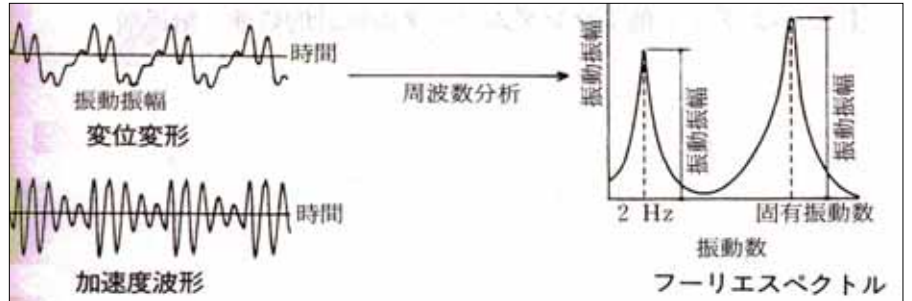 時間
振動振幅
変位変形
時間
加速度波形
周波数分析
振動振幅
振動振幅
振動振幅
2 Hz
固有振動数
振動数
フーリエスペクトル